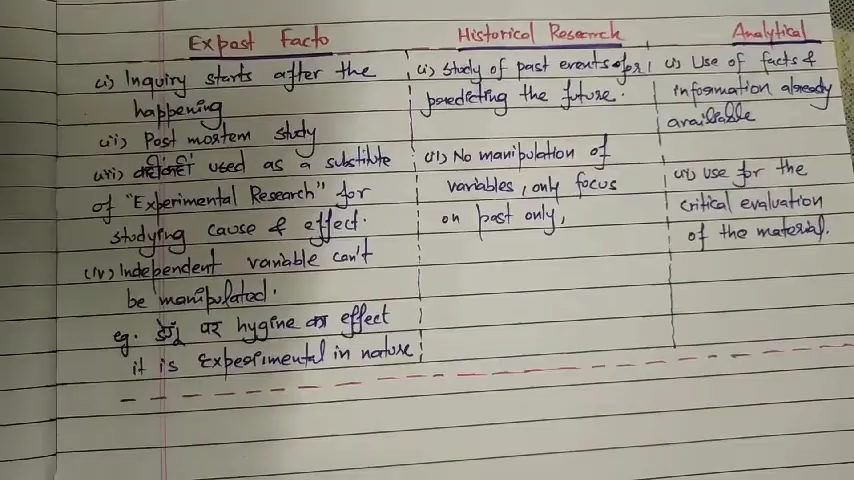 Expost Facto
(i) Inquiry starts after the
happening
(ii) Post mortem study
(iii) used as a substitute
of "Experimental Research" for
studying cause & effect.
(iv) Independent variable can't
be manipulated.
eg. पर hygine का effect
it is Experimental in nature
Historical Research
(i) Study of past events for
predicting the future.
(ii) No manipulation of
variables, only focus
on past only,
Analytical
(i) Use of facts &
information already
available
(ii) use for the
critical evaluation
of the material.